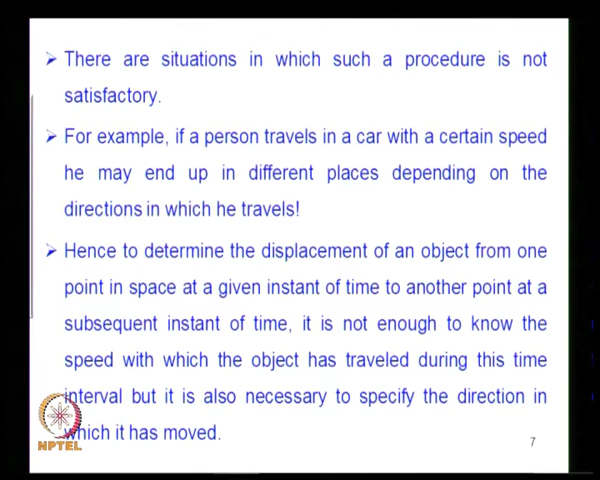 ➢ There are situations in which such a procedure is not
satisfactory.
➢ For example, if a person travels in a car with a certain speed
he may end up in different places depending on the
directions in which he travels!
➢ Hence to determine the displacement of an object from one
point in space at a given instant of time to another point at a
subsequent instant of time, it is not enough to know the
speed with which the object has traveled during this time
interval but it is also necessary to specify the direction in
which it has moved.
NPTEL
7